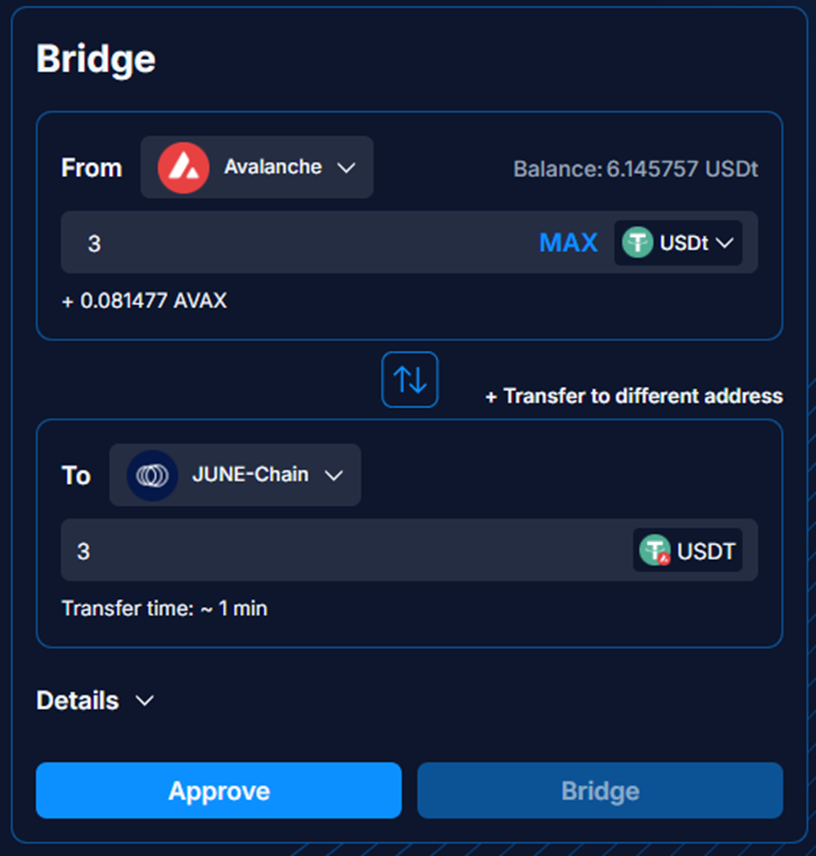 Bridge
From Avalanche Balance: 6.145757 USDt
3 MAX USDt
+ 0.081477 AVAX
+ Transfer to different address
To JUNE-Chain
3 USDT
Transfer time: ~ 1 min
Details
Approve Bridge